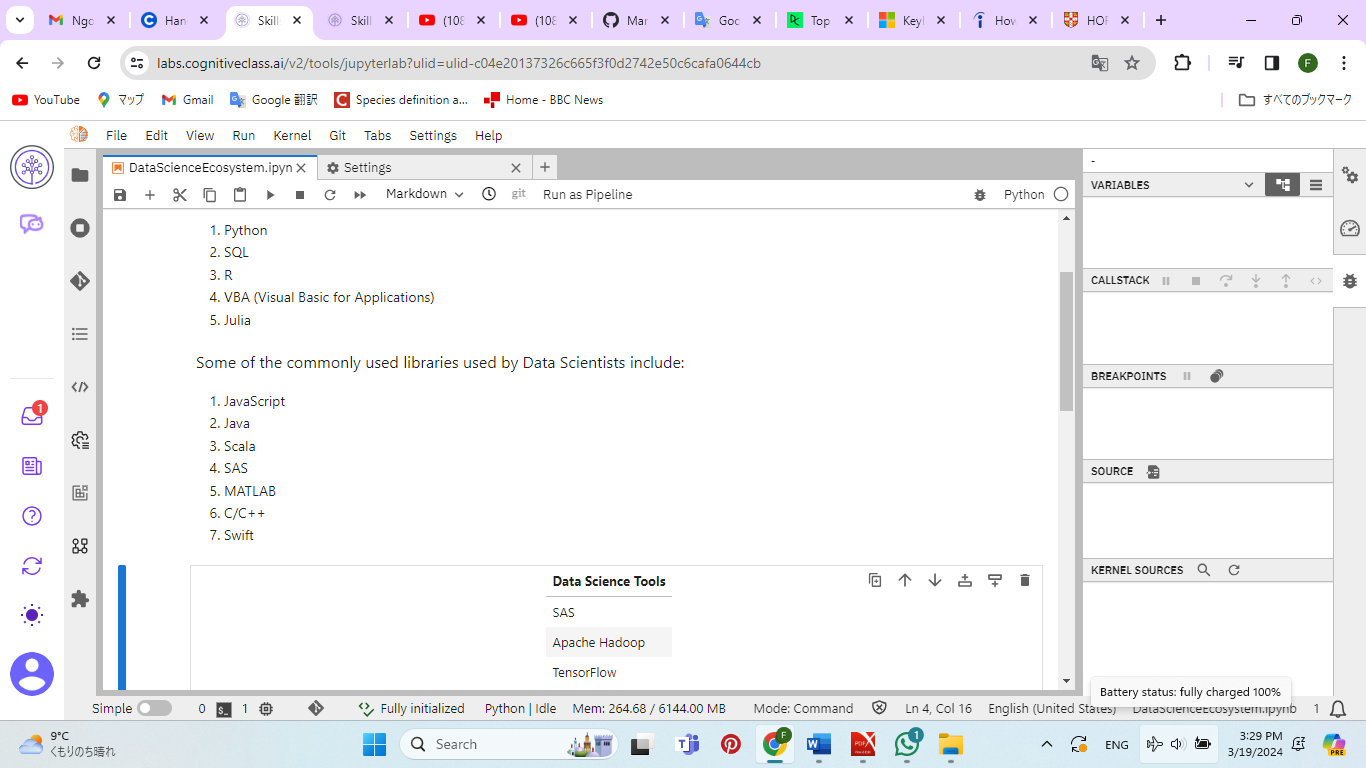 Ngo
Han
Skill
Skill
(108
(108
Mar
Goc
Top
Keyl
Hov
HOF
labs.cognitiveclass.ai/v2/tools/jupyterlab?ulid=ulid-c04e20137326c665f3f0d2742e50c6cafa0644cb
F
YouTube
マップ
Gmail
Google 翻訳
Species definition a...
Home - BBC News
すべてのブックマーク
File Edit View Run Kernel Git Tabs Settings Help
DataScienceEcosystem.ipyn
Settings
Markdown
git
Run as Pipeline
Python
1. Python
2. SQL
3. R
4. VBA (Visual Basic for Applications)
5. Julia
Some of the commonly used libraries used by Data Scientists include:
1. JavaScript
2. Java
3. Scala
4. SAS
5. MATLAB
6. C/C++
7. Swift
Data Science Tools
SAS
Apache Hadoop
TensorFlow
-
VARIABLES
CALLSTACK
BREAKPOINTS
SOURCE
KERNEL SOURCES
1
Battery status: fully charged 100%
Simple
0
1
Fully initialized
Python | Idle
Mem: 264.68 / 6144.00 MB
Mode: Command
Ln 4, Col 16
English (United States)
DataScienceEcosystem.ipynb
1
9°C
くもりのち晴れ
Search
F
1
ENG
3:29 PM
3/19/2024
PRE